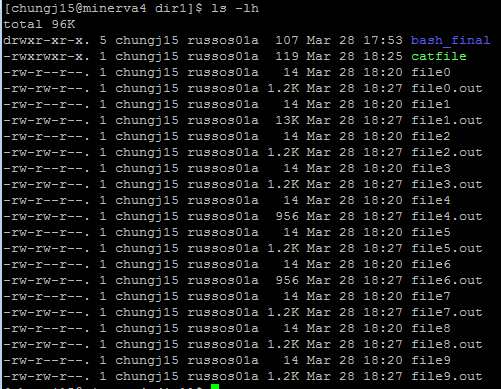 [chungj15@minerva4 dir1]$ ls -lh
total 96K
drwxr-xr-x. 5 chungj15 russos01a 107 Mar 28 17:53 bash_final
-rwxrwxr-x. 1 chungj15 russos01a 119 Mar 28 18:25 catfile
-rw-r--r--. 1 chungj15 russos01a 14 Mar 28 18:20 file0
-rw-rw-r--. 1 chungj15 russos01a 1.2K Mar 28 18:27 file0.out
-rw-r--r--. 1 chungj15 russos01a 14 Mar 28 18:20 file1
-rw-rw-r--. 1 chungj15 russos01a 13K Mar 28 18:27 file1.out
-rw-r--r--. 1 chungj15 russos01a 14 Mar 28 18:20 file2
-rw-rw-r--. 1 chungj15 russos01a 1.2K Mar 28 18:27 file2.out
-rw-r--r--. 1 chungj15 russos01a 14 Mar 28 18:20 file3
-rw-rw-r--. 1 chungj15 russos01a 1.2K Mar 28 18:27 file3.out
-rw-r--r--. 1 chungj15 russos01a 14 Mar 28 18:20 file4
-rw-rw-r--. 1 chungj15 russos01a 956 Mar 28 18:27 file4.out
-rw-r--r--. 1 chungj15 russos01a 14 Mar 28 18:20 file5
-rw-rw-r--. 1 chungj15 russos01a 1.2K Mar 28 18:27 file5.out
-rw-r--r--. 1 chungj15 russos01a 14 Mar 28 18:20 file6
-rw-rw-r--. 1 chungj15 russos01a 956 Mar 28 18:27 file6.out
-rw-r--r--. 1 chungj15 russos01a 14 Mar 28 18:20 file7
-rw-rw-r--. 1 chungj15 russos01a 1.2K Mar 28 18:27 file7.out
-rw-r--r--. 1 chungj15 russos01a 14 Mar 28 18:20 file8
-rw-rw-r--. 1 chungj15 russos01a 1.2K Mar 28 18:27 file8.out
-rw-r--r--. 1 chungj15 russos01a 14 Mar 28 18:20 file9
-rw-rw-r--. 1 chungj15 russos01a 1.2K Mar 28 18:27 file9.out